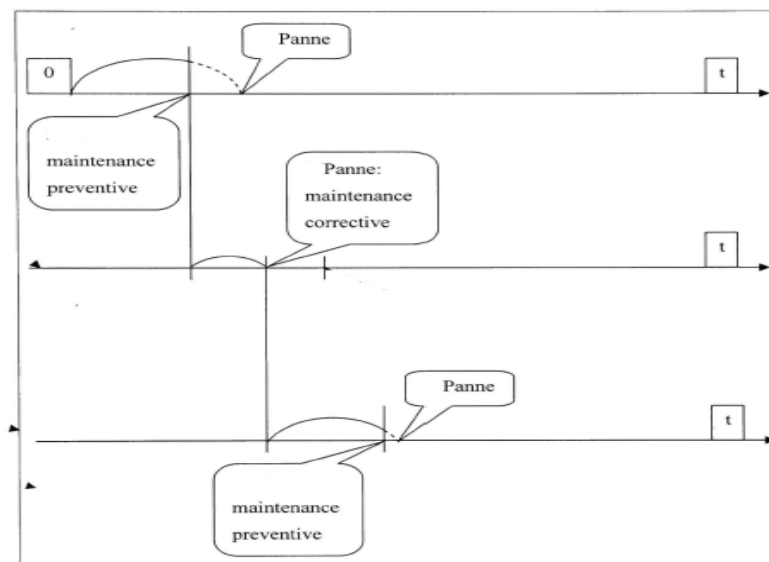 Panne
0
t
maintenance
preventive
Panne:
maintenance
corrective
t
Panne
t
maintenance
preventive